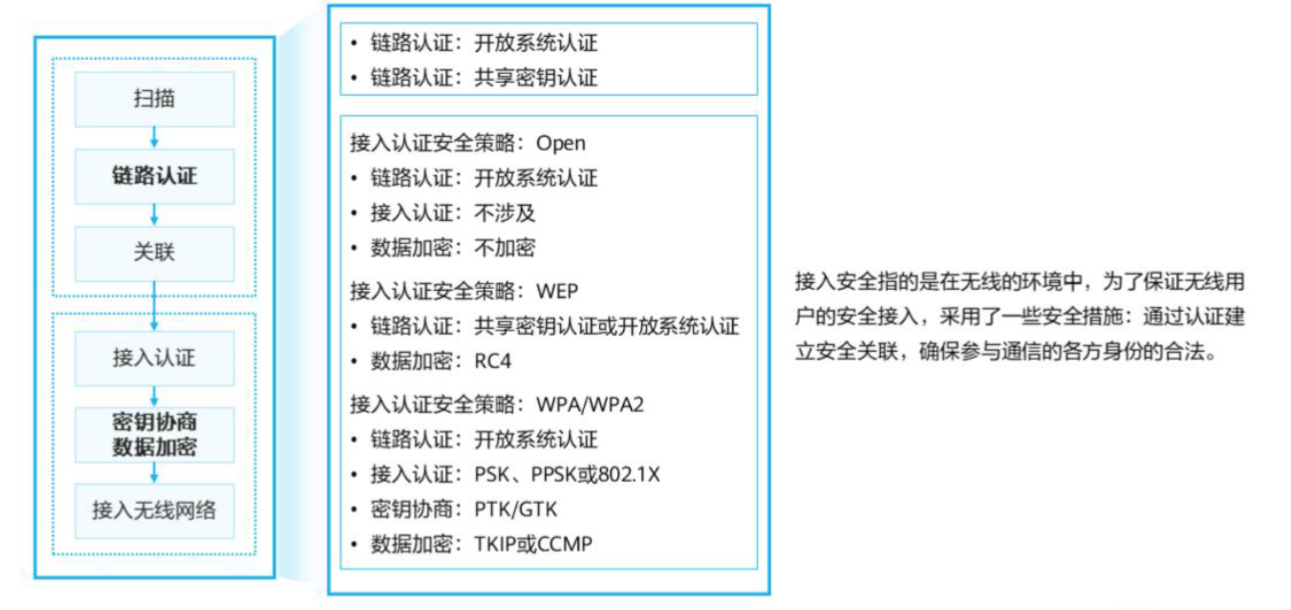 扫描
链路认证
关联
接入认证
密钥协商
数据加密
接入无线网络
• 链路认证：开放系统认证
• 链路认证：共享密钥认证
接入认证安全策略：Open
• 链路认证：开放系统认证
• 接入认证：不涉及
• 数据加密：不加密
接入认证安全策略：WEP
• 链路认证：共享密钥认证或开放系统认证
• 数据加密：RC4
接入认证安全策略：WPA/WPA2
• 链路认证：开放系统认证
• 接入认证：PSK、PPSK或802.1X
• 密钥协商：PTK/GTK
• 数据加密：TKIP或CCMP
接入安全指的是在无线的环境中，为了保证无线用
户的安全接入，采用了一些安全措施：通过认证建
立安全关联，确保参与通信的各方身份的合法。